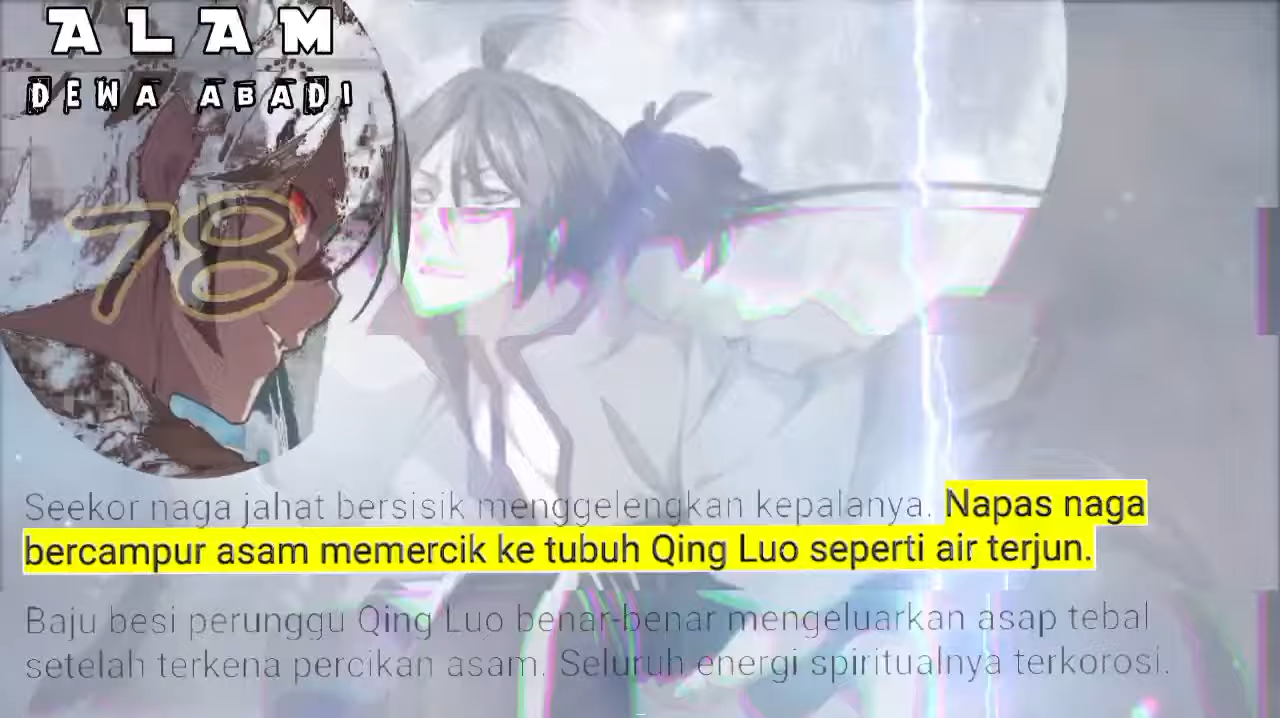 ALAM
DEWA ABADI
78
Seekor naga jahat bersisik menggelengkan kepalanya. Napas naga
bercampur asam memercik ke tubuh Qing Luo seperti air terjun.
Baju besi perunggu Qing Luo benar-benar mengeluarkan asap tebal
setelah terkena percikan asam. Seluruh energi spiritualnya terkorosi.